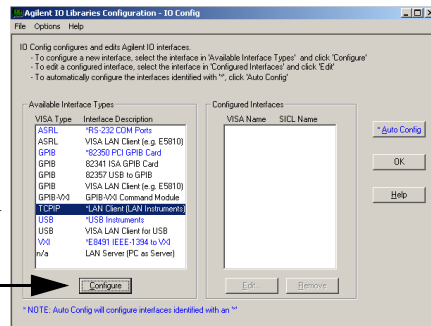 Agilent IO Libraries Configuration - IO Config
File Options Help
IO Config configures and edits Agilent IO interfaces.
- To configure a new interface, select the interface in 'Available Interface Types' and click 'Configure'
- To edit a configured interface, select the interface in 'Configured Interfaces' and click 'Edit'
- To automatically configure the interfaces identified with '*', click 'Auto Config'
Available Interface Types
VISA Type Interface Description
ASRL *RS-232 COM Ports
ASRL VISA LAN Client (e.g. E5810)
GPIB *82350 PCI GPIB Card
GPIB 82341 ISA GPIB Card
GPIB 82357 USB to GPIB
GPIB VISA LAN Client (e.g. E5810)
GPIB-VXI GPIB-VXI Command Module
TCPIP *LAN Client (LAN Instruments)
USB *USB Instruments
USB VISA LAN Client for USB
VXI *E8491 IEEE-1394 to VXI
n/a LAN Server (PC as Server)
Configure
Configured Interfaces
VISA Name SICL Name
Edit... Remove
*Auto Config
OK
Help
*NOTE: Auto Config will configure interfaces identified with an '*'